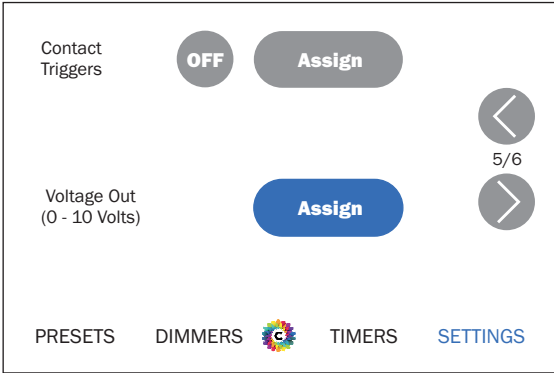 Contact
Triggers
OFF
Assign
5/6
Voltage Out
(0 - 10 Volts)
Assign
PRESETS DIMMERS C TIMERS SETTINGS